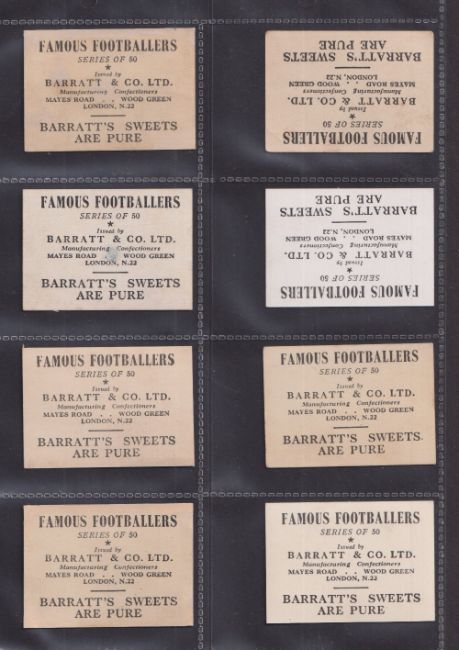 FAMOUS FOOTBALLERS
SERIES OF 50
Issued by
BARRATT & CO. LTD.
Manufacturing Confectioners
MAYES ROAD . . WOOD GREEN
LONDON, N.22
BARRATT'S SWEETS
ARE PURE
FAMOUS FOOTBALLERS
SERIES OF 50
Issued by
BARRATT & CO. LTD.
Manufacturing Confectioners
MAYES ROAD . . WOOD GREEN
LONDON, N.22.
BARRATT'S SWEETS
ARE PURE
FAMOUS FOOTBALLERS
SERIES OF 50
Issued by
BARRATT & CO. LTD.
Manufacturing Confectioners
MAYES ROAD . . WOOD GREEN
LONDON, N.22
BARRATT'S SWEETS
ARE PURE
FAMOUS FOOTBALLERS
SERIES OF 50
Issued by
BARRATT & CO. LTD.
Manufacturing Confectioners
MAYES ROAD . . WOOD GREEN
LONDON, N.22.
BARRATT'S SWEETS
ARE PURE
FAMOUS FOOTBALLERS
SERIES OF 50
Issued by
BARRATT & CO. LTD.
Manufacturing Confectioners
MAYES ROAD . . WOOD GREEN
LONDON, N.22
BARRATT'S SWEETS
ARE PURE
FAMOUS FOOTBALLERS
SERIES OF 50
Issued by
BARRATT & CO. LTD.
Manufacturing Confectioners
MAYES ROAD . . WOOD GREEN
LONDON, N.22
BARRATT'S SWEETS
ARE PURE
FAMOUS FOOTBALLERS
SERIES OF 50
Issued by
BARRATT & CO. LTD.
Manufacturing Confectioners
MAYES ROAD . . WOOD GREEN
LONDON, N.22
BARRATT'S SWEETS
ARE PURE
FAMOUS FOOTBALLERS
SERIES OF 50
Issued by
BARRATT & CO. LTD.
Manufacturing Confectioners
MAYES ROAD . . WOOD GREEN
LONDON, N.22
BARRATT'S SWEETS
ARE PURE